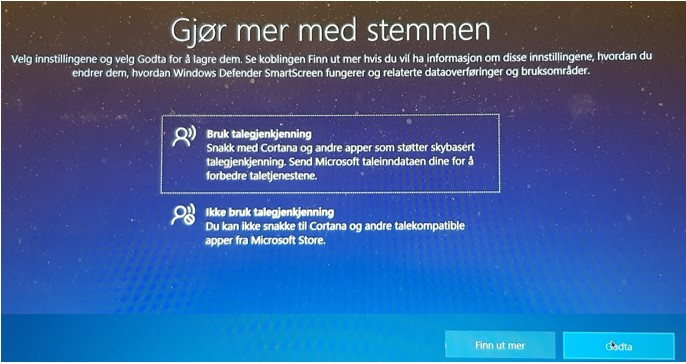 Gjør mer med stemmen
Velg innstillingene og velg Godta for å lagre dem. Se koblingen Finn ut mer hvis du vil ha informasjon om disse innstillingene, hvordan du
endrer dem, hvordan Windows Defender SmartScreen fungerer og relaterte dataoverføringer og bruksområder.
Bruk talegjenkjenning
Snakk med Cortana og andre apper som støtter skybasert
talegjenkjenning. Send Microsoft taleinndataen dine for å
forbedre taletjenestene.
Ikke bruk talegjenkjenning
Du kan ikke snakke til Cortana og andre talekompatible
apper fra Microsoft Store.
Finn ut mer
Godta